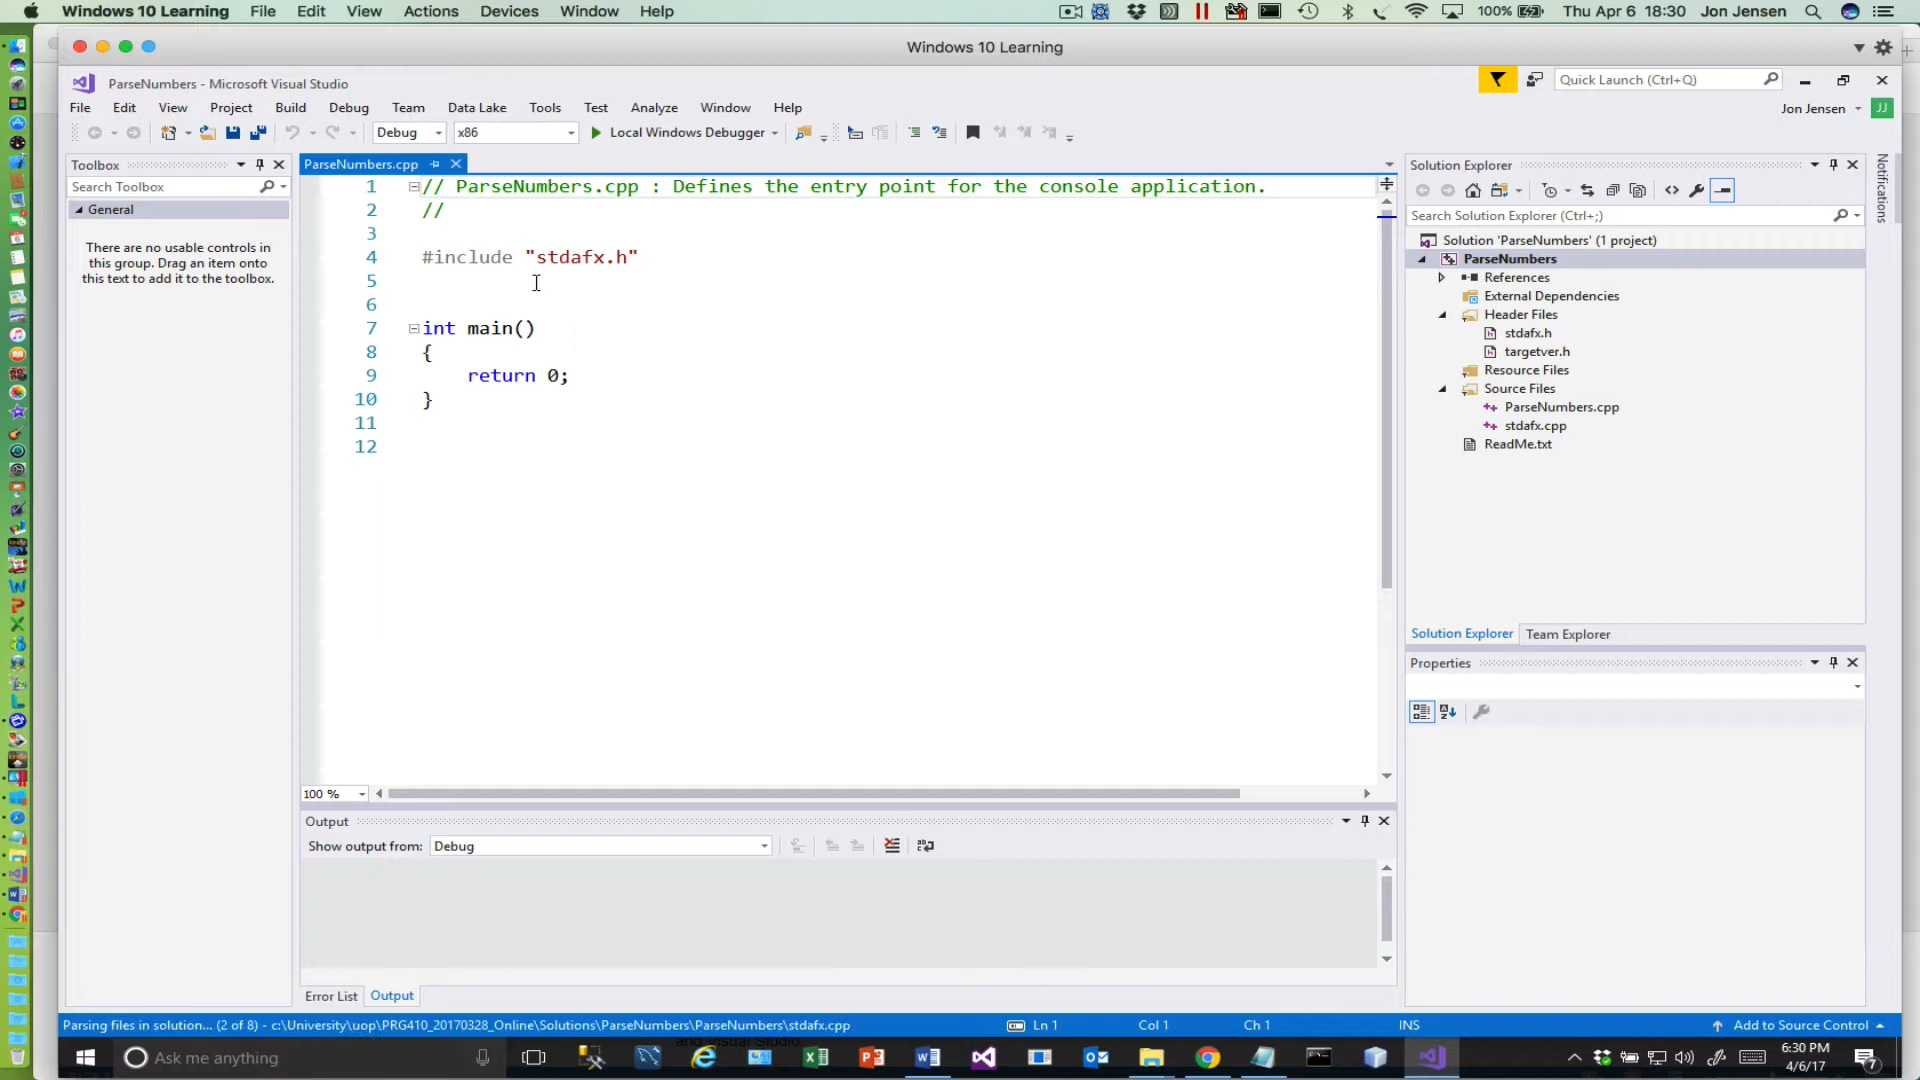 Windows 10 Learning File Edit View Actions Devices Window Help 100% Thu Apr 6 18:30 Jon Jensen
Windows 10 Learning
ParseNumbers - Microsoft Visual Studio Quick Launch (Ctrl+Q)
File Edit View Project Build Debug Team Data Lake Tools Test Analyze Window Help Jon Jensen JJ
Debug x86 Local Windows Debugger
Toolbox
Search Toolbox
General
There are no usable controls in
this group. Drag an item onto
this text to add it to the toolbox.
ParseNumbers.cpp
1 // ParseNumbers.cpp : Defines the entry point for the console application.
2 //
3
4 #include "stdafx.h"
5
6
7 int main()
8 {
9 return 0;
10 }
11
12
100 %
Output
Show output from: Debug
Error List Output
Solution Explorer
Search Solution Explorer (Ctrl+;)
Solution 'ParseNumbers' (1 project)
ParseNumbers
References
External Dependencies
Header Files
stdafx.h
targetver.h
Resource Files
Source Files
ParseNumbers.cpp
stdafx.cpp
ReadMe.txt
Solution Explorer Team Explorer
Properties
Notifications
Parsing files in solution... (2 of 8) - c:\University\uop\PRG410_20170328_Online\Solutions\ParseNumbers\ParseNumbers\stdafx.cpp Ln 1 Col 1 Ch 1 INS Add to Source Control
and Visual Studio.
Ask me anything
6:30 PM
4/6/17
7